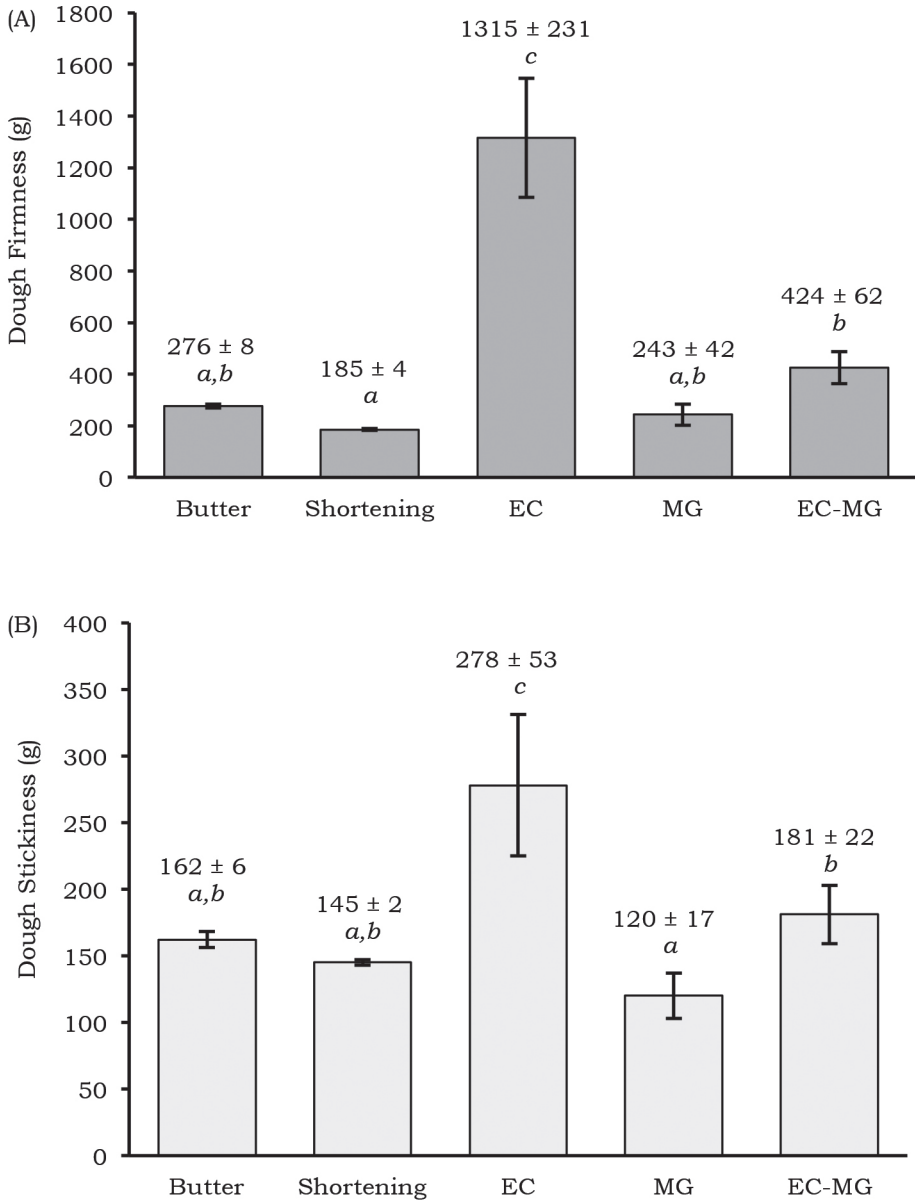 (A)
Dough Firmness (g)
1800
1600
1400
1200
1000
800
600
400
200
0
276 ± 8
a,b
185 ± 4
a
1315 ± 231
c
243 ± 42
a,b
424 ± 62
b
Butter Shortening EC MG EC-MG
(B)
Dough Stickiness (g)
400
350
300
250
200
150
100
50
0
162 ± 6
a,b
145 ± 2
a,b
278 ± 53
c
120 ± 17
a
181 ± 22
b
Butter Shortening EC MG EC-MG